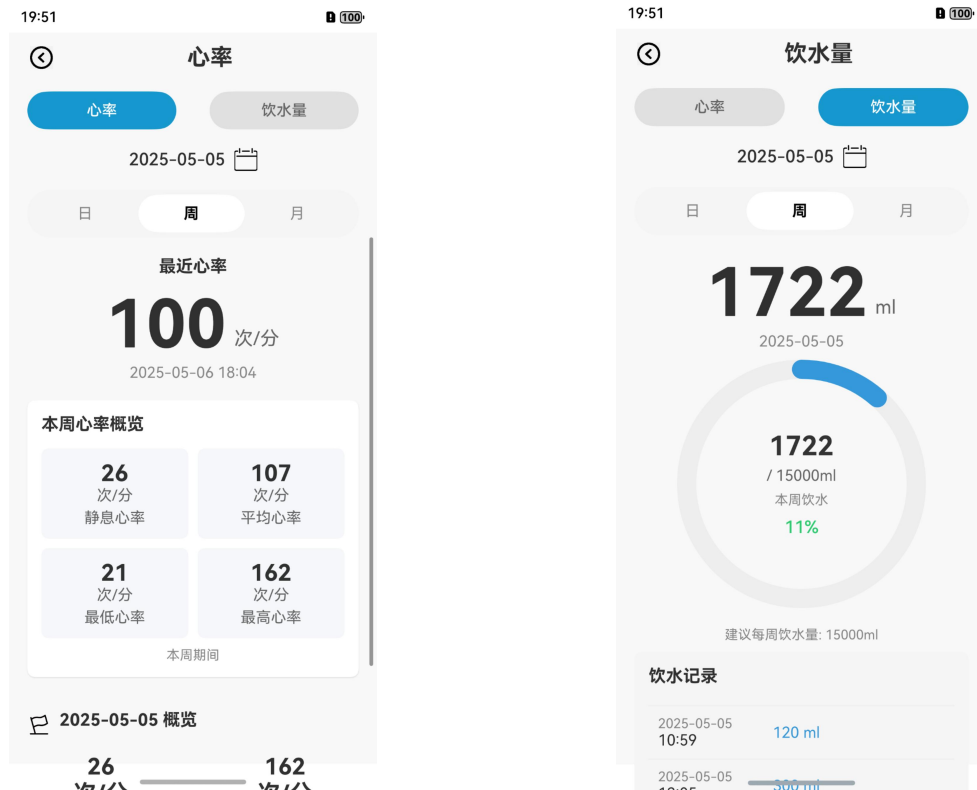 19:51
100
心率
心率
饮水量
2025-05-05
日
周
月
最近心率
100 次/分
2025-05-06 18:04
本周心率概览
26
次/分
静息心率
107
次/分
平均心率
21
次/分
最低心率
162
次/分
最高心率
本周期间
2025-05-05 概览
26
次/分
162
次/分
19:51
100
饮水量
心率
饮水量
2025-05-05
日
周
月
1722 ml
2025-05-05
1722
/ 15000ml
本周饮水
11%
建议每周饮水量: 15000ml
饮水记录
2025-05-05
10:59
120 ml
2025-05-05
300 ml